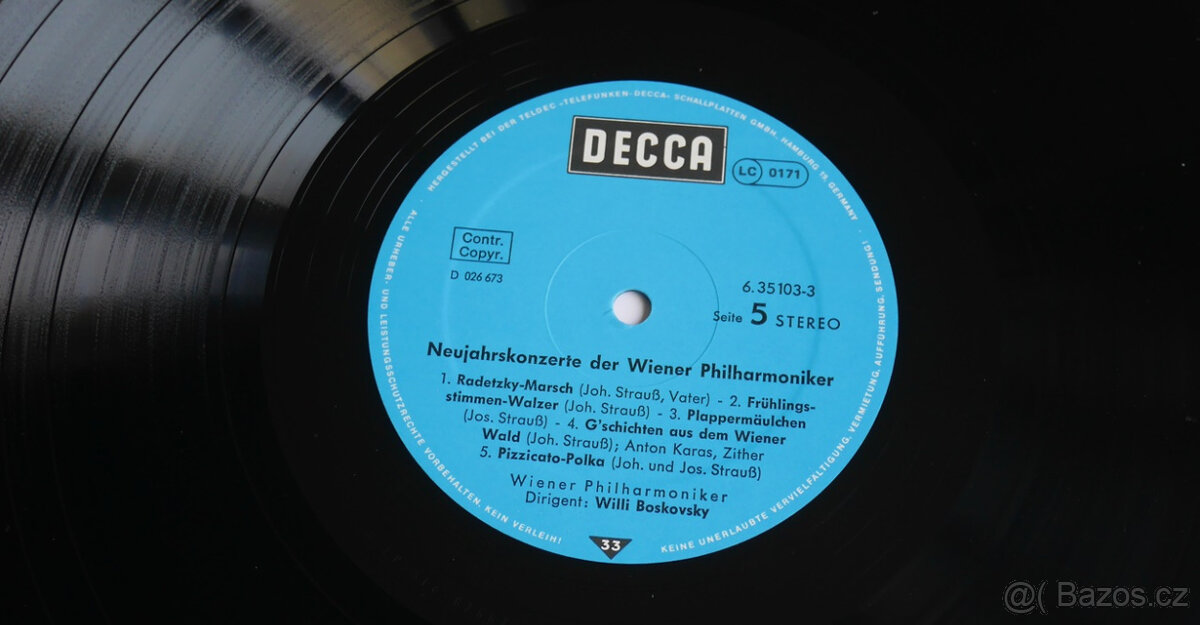 HERGESTELLT BEI DER TELDEC »TELEFUNKEN-DECCA« SCHALLPLATTEN GMBH, HAMBURG 19, GERMANY
DECCA
LC 0171
Contr.
Copyr.
D 026 673
6.35103-3
Seite 5 STEREO
Neujahrskonzerte der Wiener Philharmoniker
1. Radetzky-Marsch (Joh. Strauß, Vater) - 2. Frühlings-
stimmen-Walzer (Joh. Strauß) - 3. Plappermäulchen
(Jos. Strauß) - 4. G'schichten aus dem Wiener
Wald (Joh. Strauß); Anton Karas, Zither
5. Pizzicato-Polka (Joh. und Jos. Strauß)
Wiener Philharmoniker
Dirigent: Willi Boskovsky
33
ALLE URHEBER- UND LEISTUNGSSCHUTZRECHTE VORBEHALTEN. KEIN VERLEIH!
KEINE UNERLAUBTE VERVIELFÄLTIGUNG, VERMIETUNG, AUFFÜHRUNG, SENDUNG!
@( Bazos.cz